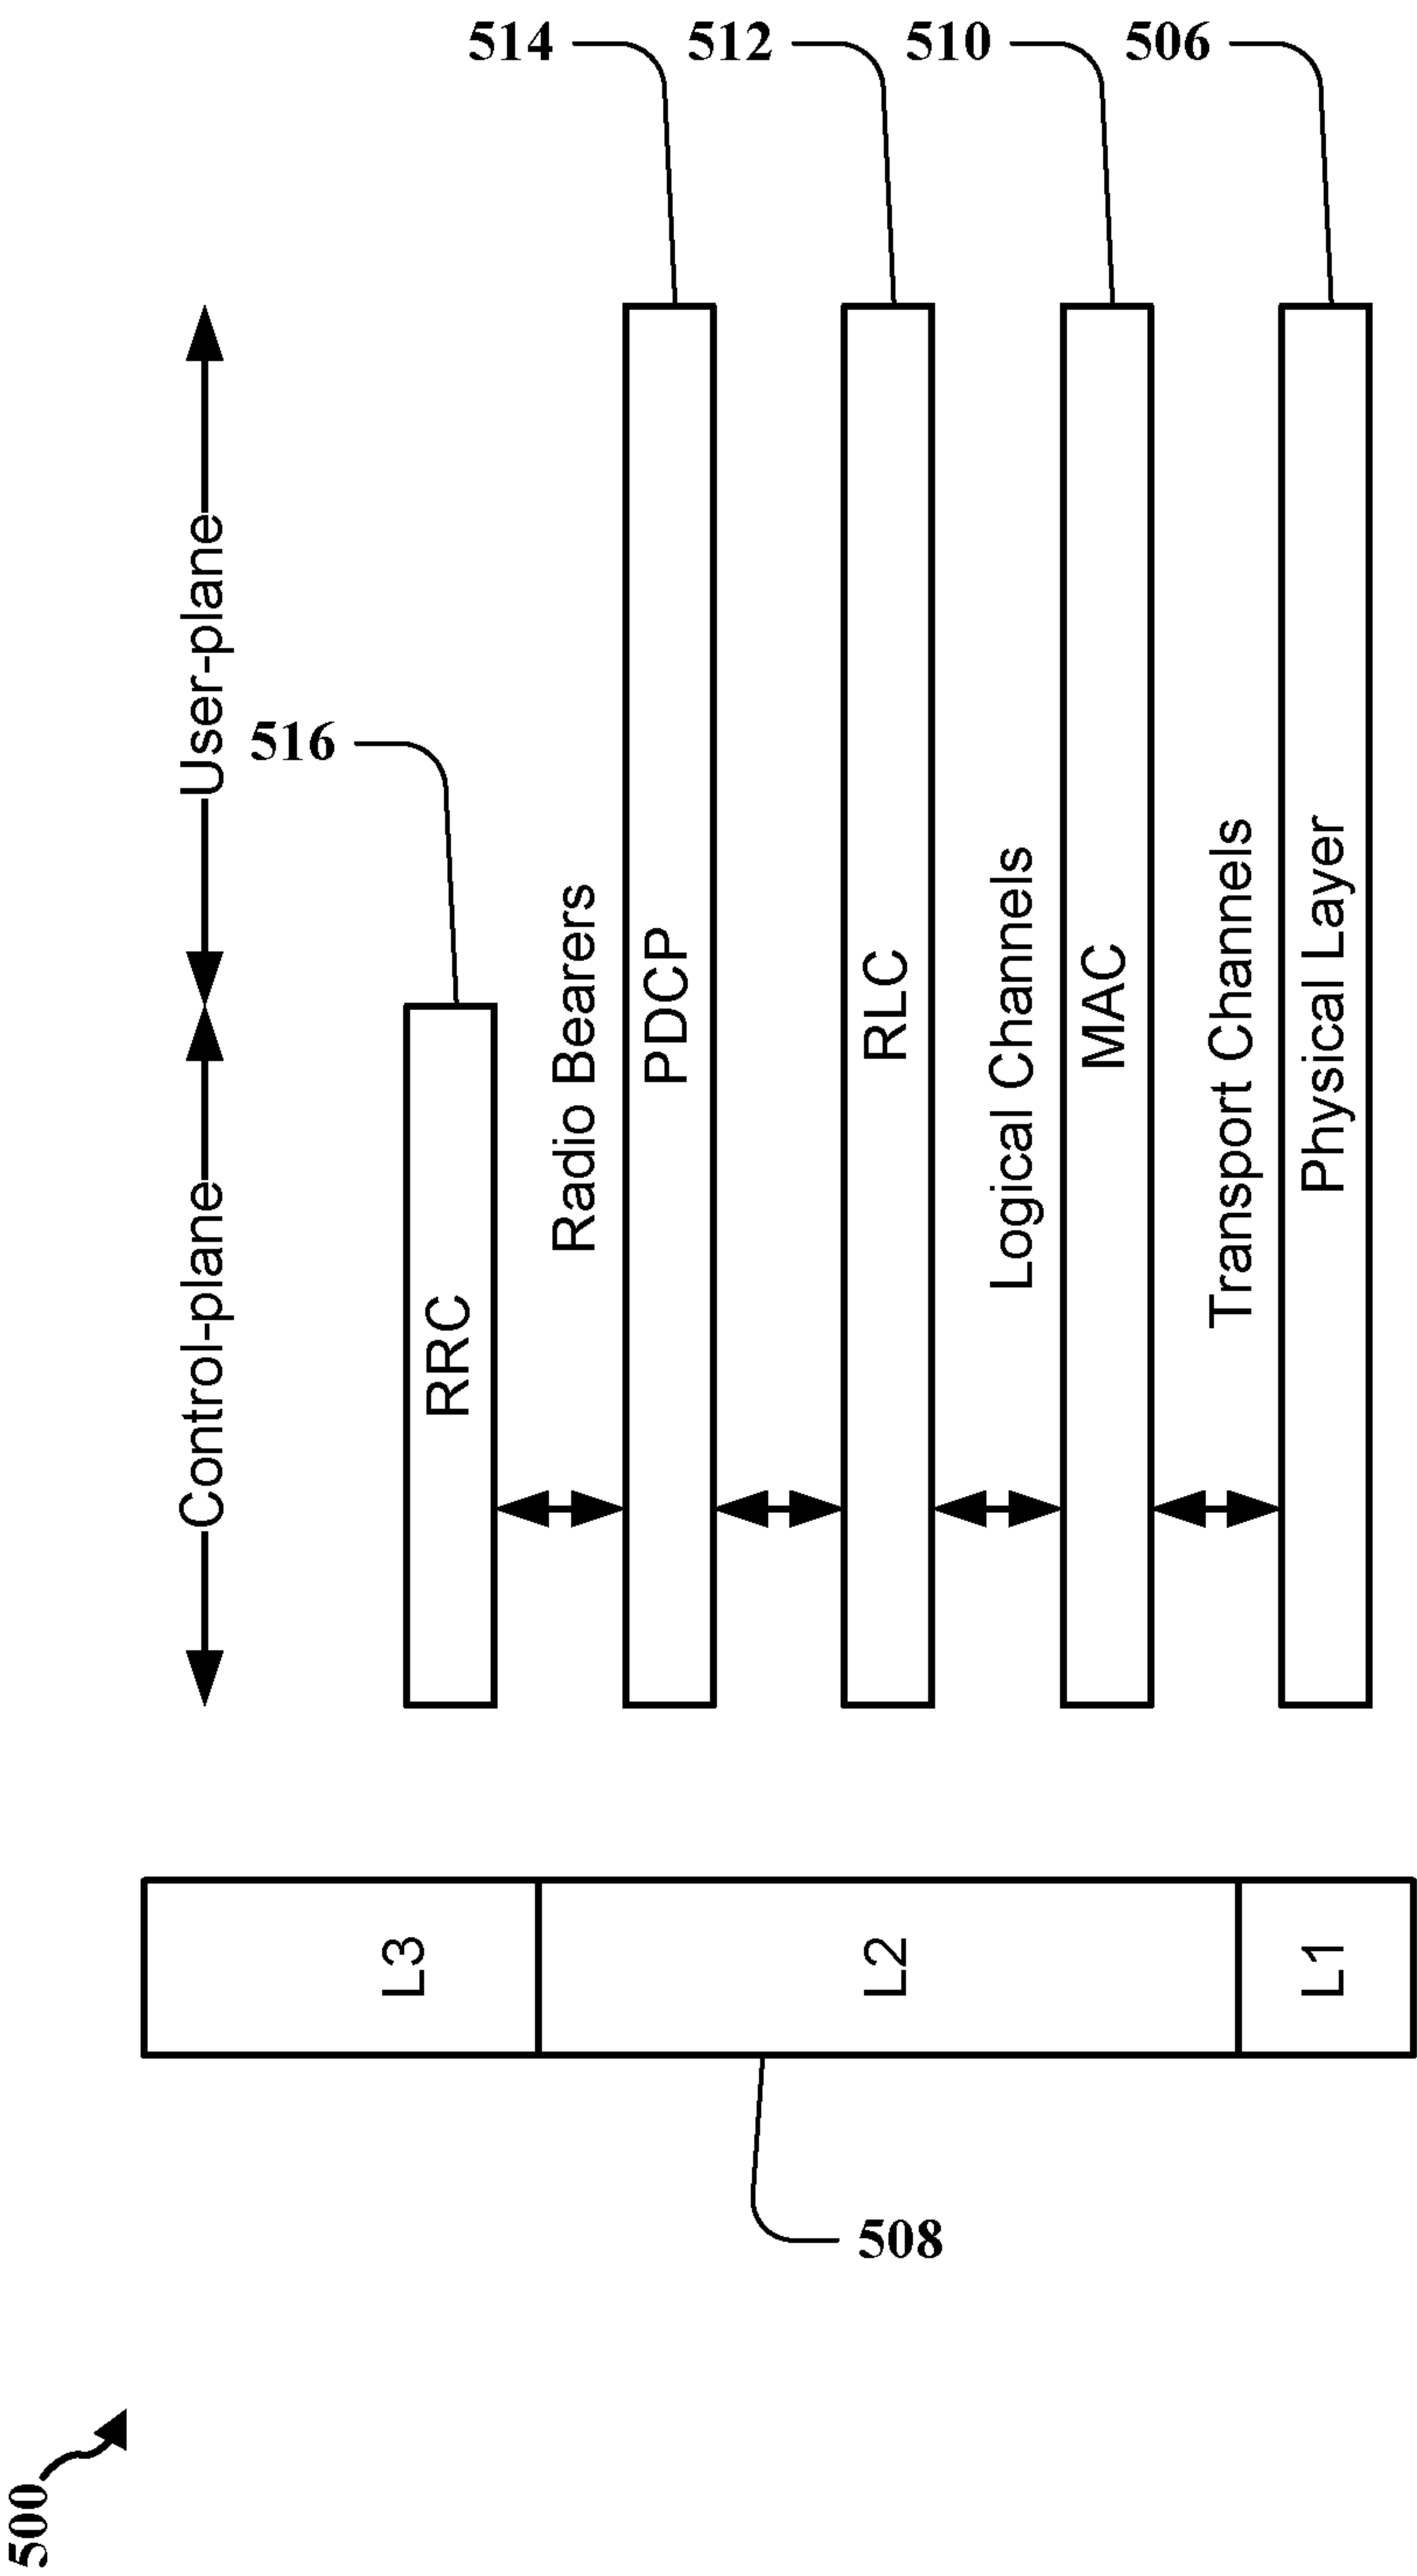 500
Control-plane
User-plane
L3
RRC
516
Radio Bearers
L2
508
PDCP
514
RLC
512
Logical Channels
MAC
510
Transport Channels
L1
Physical Layer
506